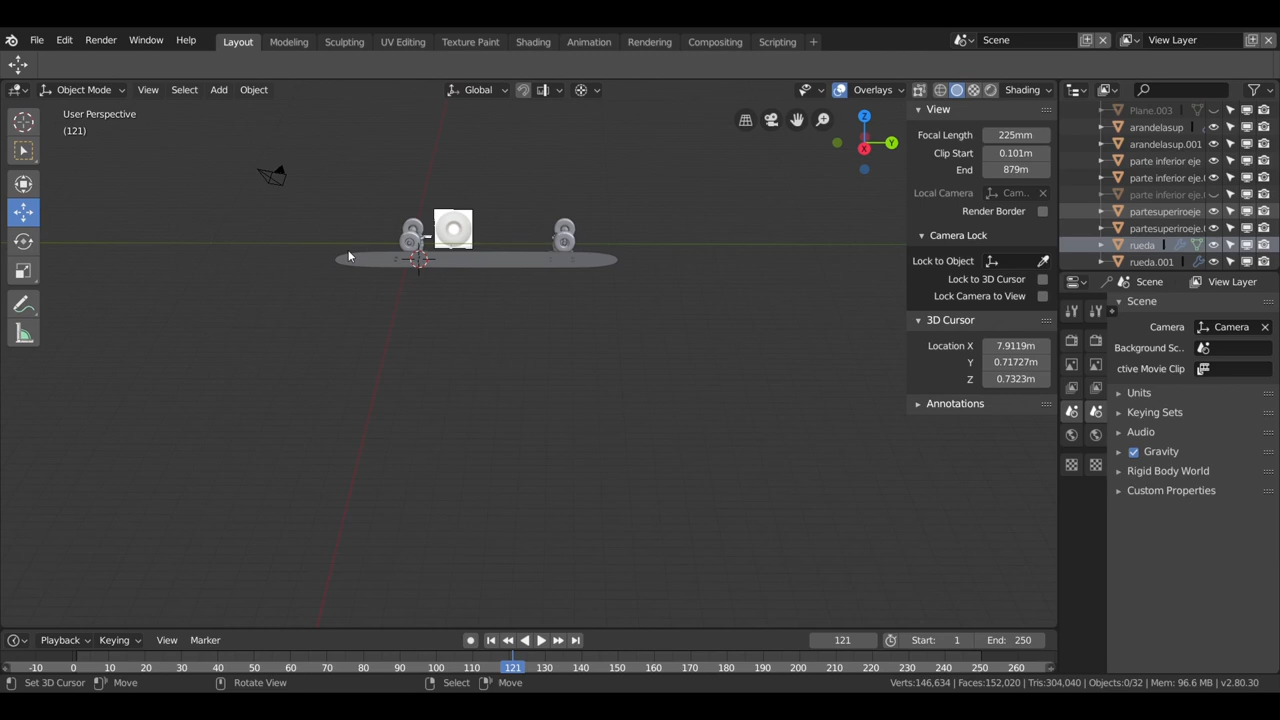 File Edit Render Window Help Layout Modeling Sculpting UV Editing Texture Paint Shading Animation Rendering Compositing Scripting + Scene View Layer
Object Mode View Select Add Object Global Overlays Shading
User Perspective
(121)
Z
Y
X
View
Focal Length 225mm
Clip Start 0.101m
End 879m
Local Camera Cam..
Render Border
Camera Lock
Lock to Object
Lock to 3D Cursor
Lock Camera to View
3D Cursor
Location X 7.9119m
Y 0.71727m
Z 0.7323m
Annotations
Plane.003
arandelasup
arandelasup.001
parte inferior eje
parte inferior eje.
parte inferior eje.
partesuperiroeje
partesuperiroeje.
rueda
rueda.001
Scene View Layer
Scene
Camera Camera
Background Sc..
ctive Movie Clip
Units
Keying Sets
Audio
Gravity
Rigid Body World
Custom Properties
Playback Keying View Marker 121 Start: 1 End: 250
-10 0 10 20 30 40 50 60 70 80 90 100 110 121 130 140 150 160 170 180 190 200 210 220 230 240 250 260
Set 3D Cursor Move Rotate View Select Move Verts:146,634 | Faces:152,020 | Tris:304,040 | Objects:0/32 | Mem: 96.6 MB | v2.80.30